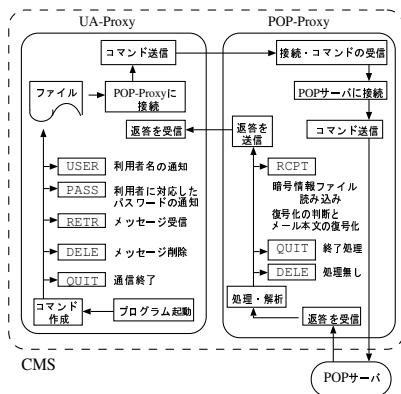 UA-Proxy
コマンド送信
ファイル
POP-Proxyに
接続
返答を受信
USER 利用者名の通知
PASS 利用者に対応した
パスワードの通知
RETR メッセージ受信
DELE メッセージ削除
QUIT 通信終了
コマンド
作成
プログラム起動
POP-Proxy
接続・コマンドの受信
POPサーバに接続
コマンド送信
返答を
送信
RCPT
暗号情報ファイル
読み込み
復号化の判断と
メール本文の復号化
QUIT 終了処理
DELE 処理無し
処理・解析
返答を受信
CMS
POPサーバ